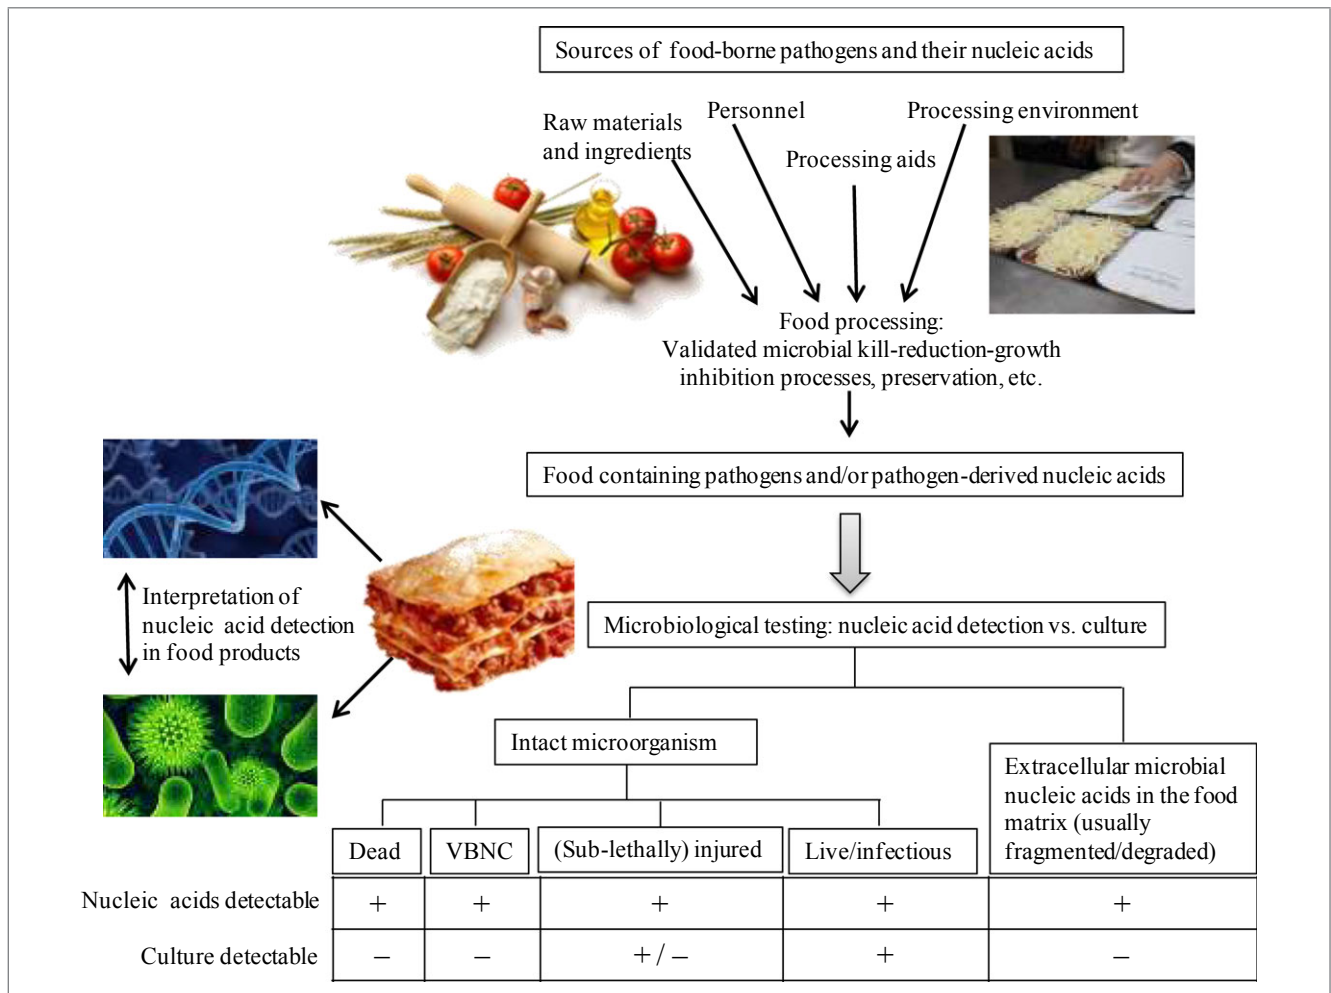 Sources of food-borne pathogens and their nucleic acids
Raw materials
and ingredients
Personnel
Processing aids
Processing environment
Food processing:
Validated microbial kill-reduction-growth
inhibition processes, preservation, etc.
Food containing pathogens and/or pathogen-derived nucleic acids
Interpretation of
nucleic acid detection
in food products
Microbiological testing: nucleic acid detection vs. culture
Intact microorganism
Extracellular microbial
nucleic acids in the food
matrix (usually
fragmented/degraded)
Dead VBNC (Sub-lethally) injured Live/infectious
Nucleic acids detectable + + + + +
Culture detectable – – + / – + –